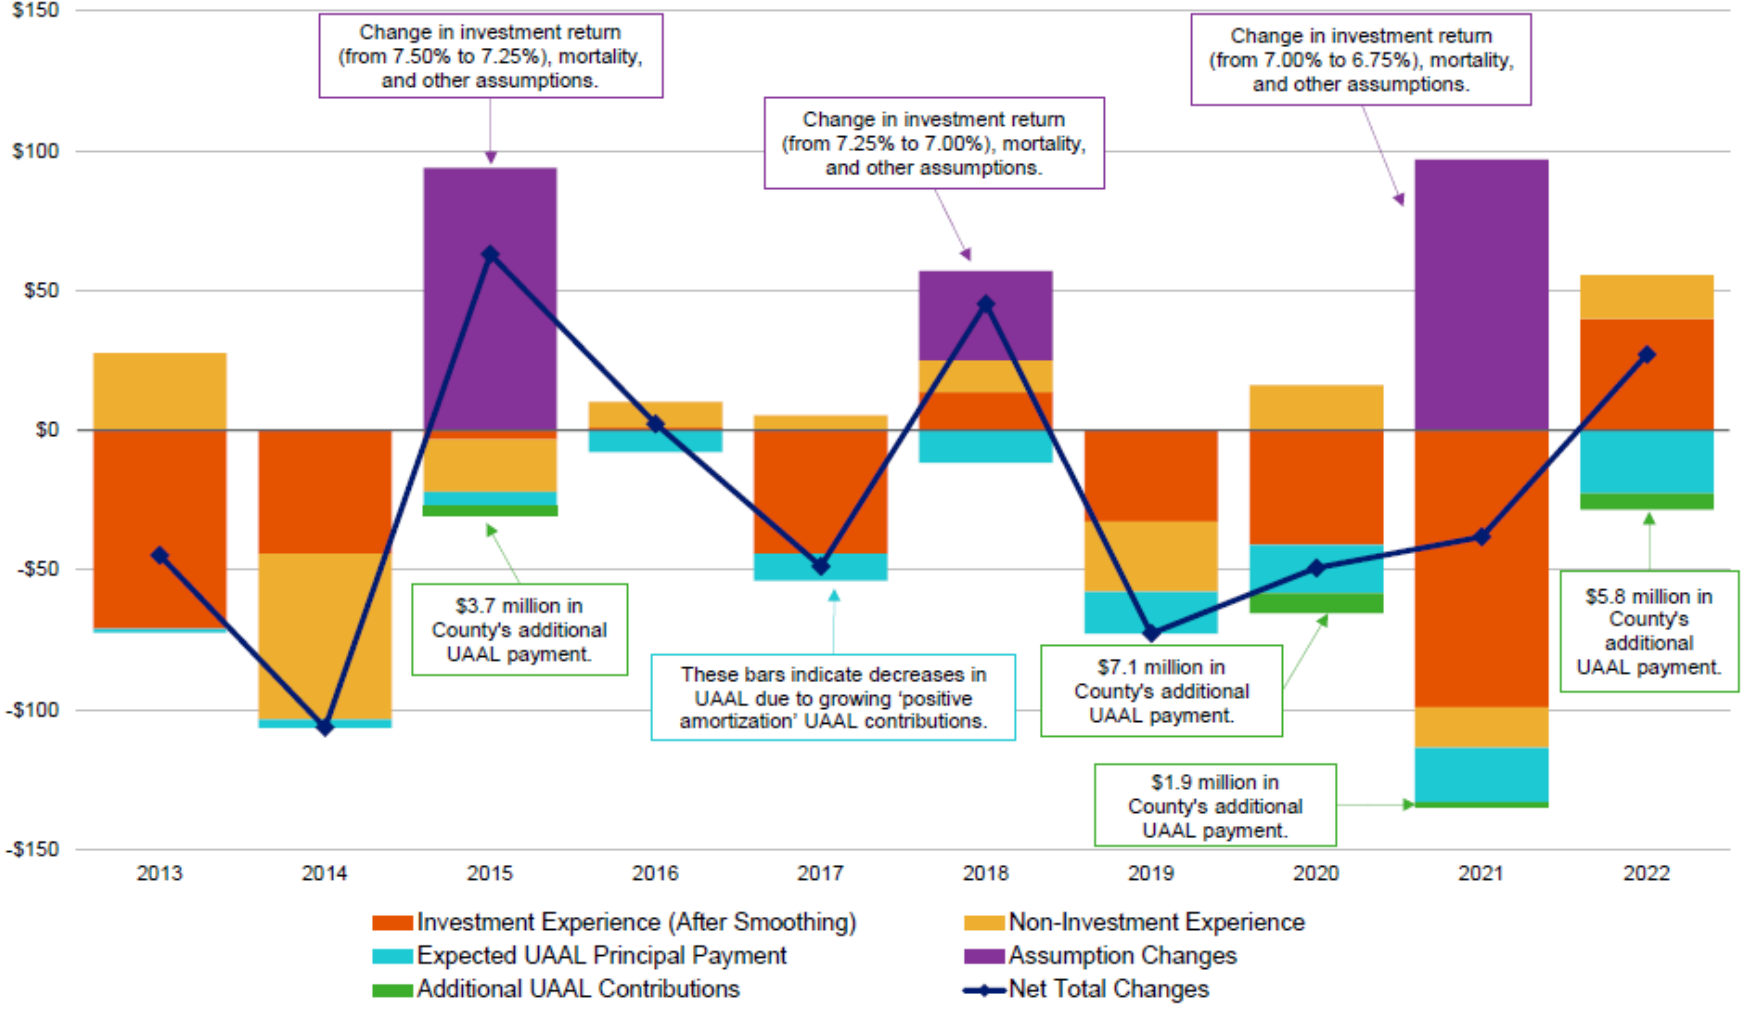 $150
$100
$50
$0
-$50
-$100
-$150
Change in investment return
(from 7.50% to 7.25%), mortality,
and other assumptions.
Change in investment return
(from 7.25% to 7.00%), mortality,
and other assumptions.
Change in investment return
(from 7.00% to 6.75%), mortality,
and other assumptions.
$3.7 million in
County's additional
UAAL payment.
These bars indicate decreases in
UAAL due to growing ‘positive
amortization’ UAAL contributions.
$7.1 million in
County's additional
UAAL payment.
$1.9 million in
County's additional
UAAL payment.
$5.8 million in
County's
additional
UAAL payment.
2013 2014 2015 2016 2017 2018 2019 2020 2021 2022
Investment Experience (After Smoothing) Non-Investment Experience
Expected UAAL Principal Payment Assumption Changes
Additional UAAL Contributions Net Total Changes